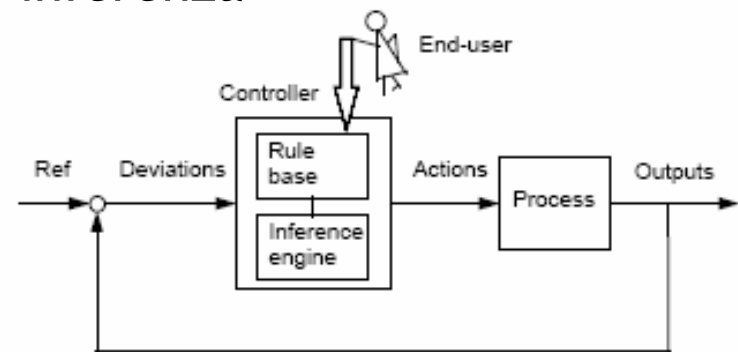 End-user
Controller
Ref
Deviations
Rule
base
Actions
Outputs
Process
Inference
engine